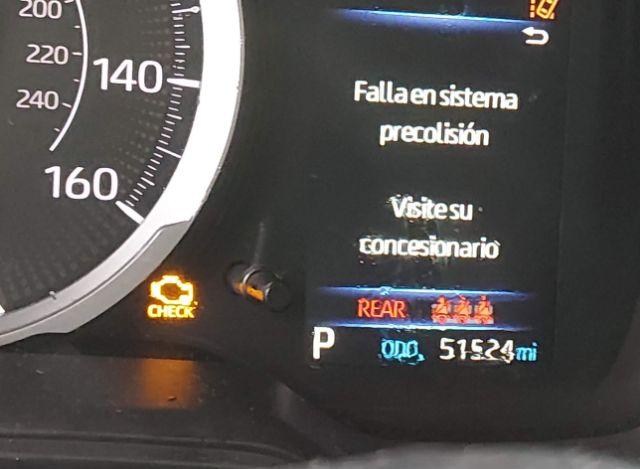 200
220
240
140
160
Falla en sistema
precolisión
Visite su
concesionario
CHECK
REAR
P ODO. 51524 mi